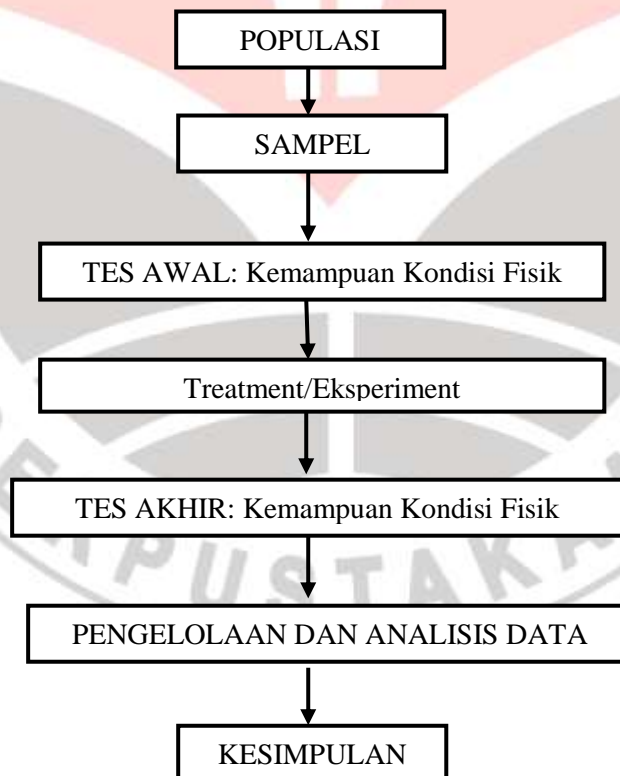 POPULASI
SAMPEL
TES AWAL: Kemampuan Kondisi Fisik
Treatment/Eksperiment
TES AKHIR: Kemampuan Kondisi Fisik
PERPUSTAKA
PENGELOLAAN DAN ANALISIS DATA
KESIMPULAN